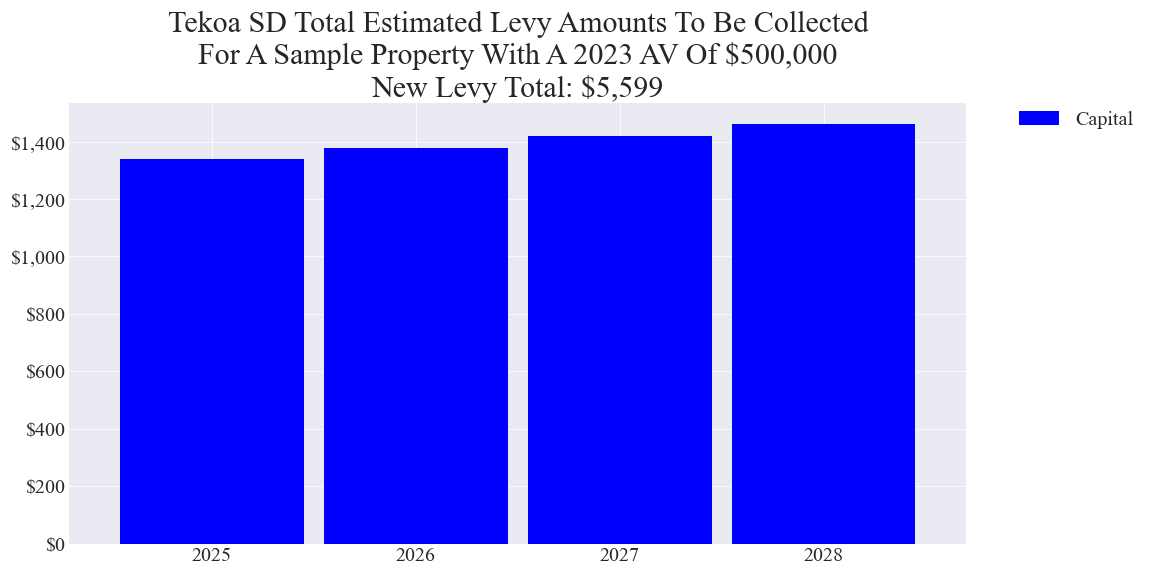 Tekoa SD Total Estimated Levy Amounts To Be Collected
For A Sample Property With A 2023 AV Of $500,000
New Levy Total: $5,599
Capital
$1,400
$1,200
$1,000
$800
$600
$400
$200
$0
2025 2026 2027 2028